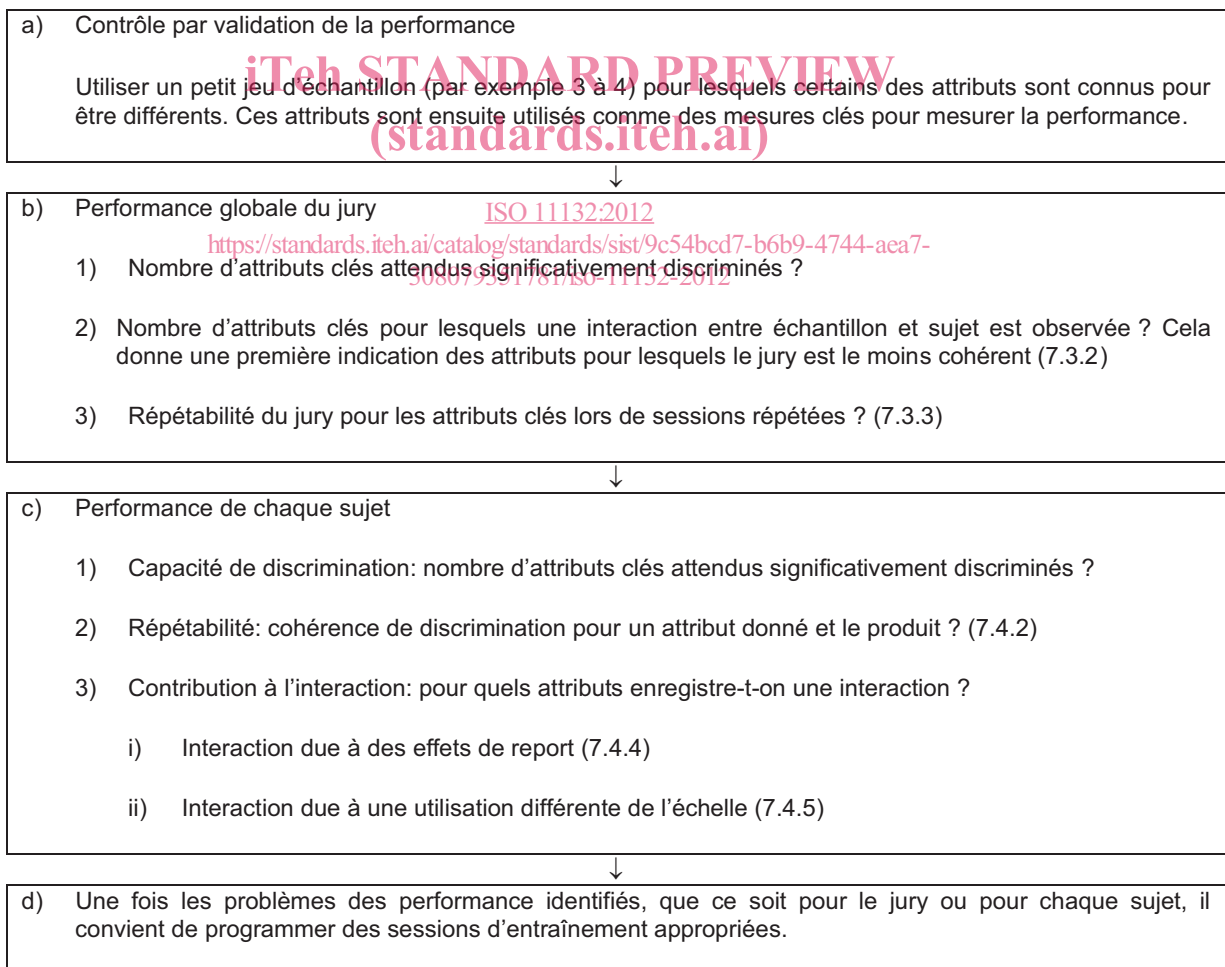 a) Contrôle par validation de la performance
iTeh STANDARD PREVIEW
Utiliser un petit jeu d'échantillon (par exemple 3 à 4) pour lesquels certains des attributs sont connus pour
être différents. Ces attributs sont ensuite utilisés comme des mesures clés pour mesurer la performance.
(standards.iteh.ai)
↓
b) Performance globale du jury
ISO 11132:2012
https://standards.iteh.ai/catalog/standards/sist/9c54bcd7-b6b9-4744-aea7-
1) Nombre d'attributs clés attendus significativement discriminés ?
2) Nombre d'attributs clés pour lesquels une interaction entre échantillon et sujet est observée ? Cela
donne une première indication des attributs pour lesquels le jury est le moins cohérent (7.3.2)
3) Répétabilité du jury pour les attributs clés lors de sessions répétées ? (7.3.3)
↓
c) Performance de chaque sujet
1) Capacité de discrimination: nombre d'attributs clés attendus significativement discriminés ?
2) Répétabilité: cohérence de discrimination pour un attribut donné et le produit ? (7.4.2)
3) Contribution à l'interaction: pour quels attributs enregistre-t-on une interaction ?
i) Interaction due à des effets de report (7.4.4)
ii) Interaction due à une utilisation différente de l'échelle (7.4.5)
↓
d) Une fois les problèmes des performance identifiés, que ce soit pour le jury ou pour chaque sujet, il
convient de programmer des sessions d'entraînement appropriées.